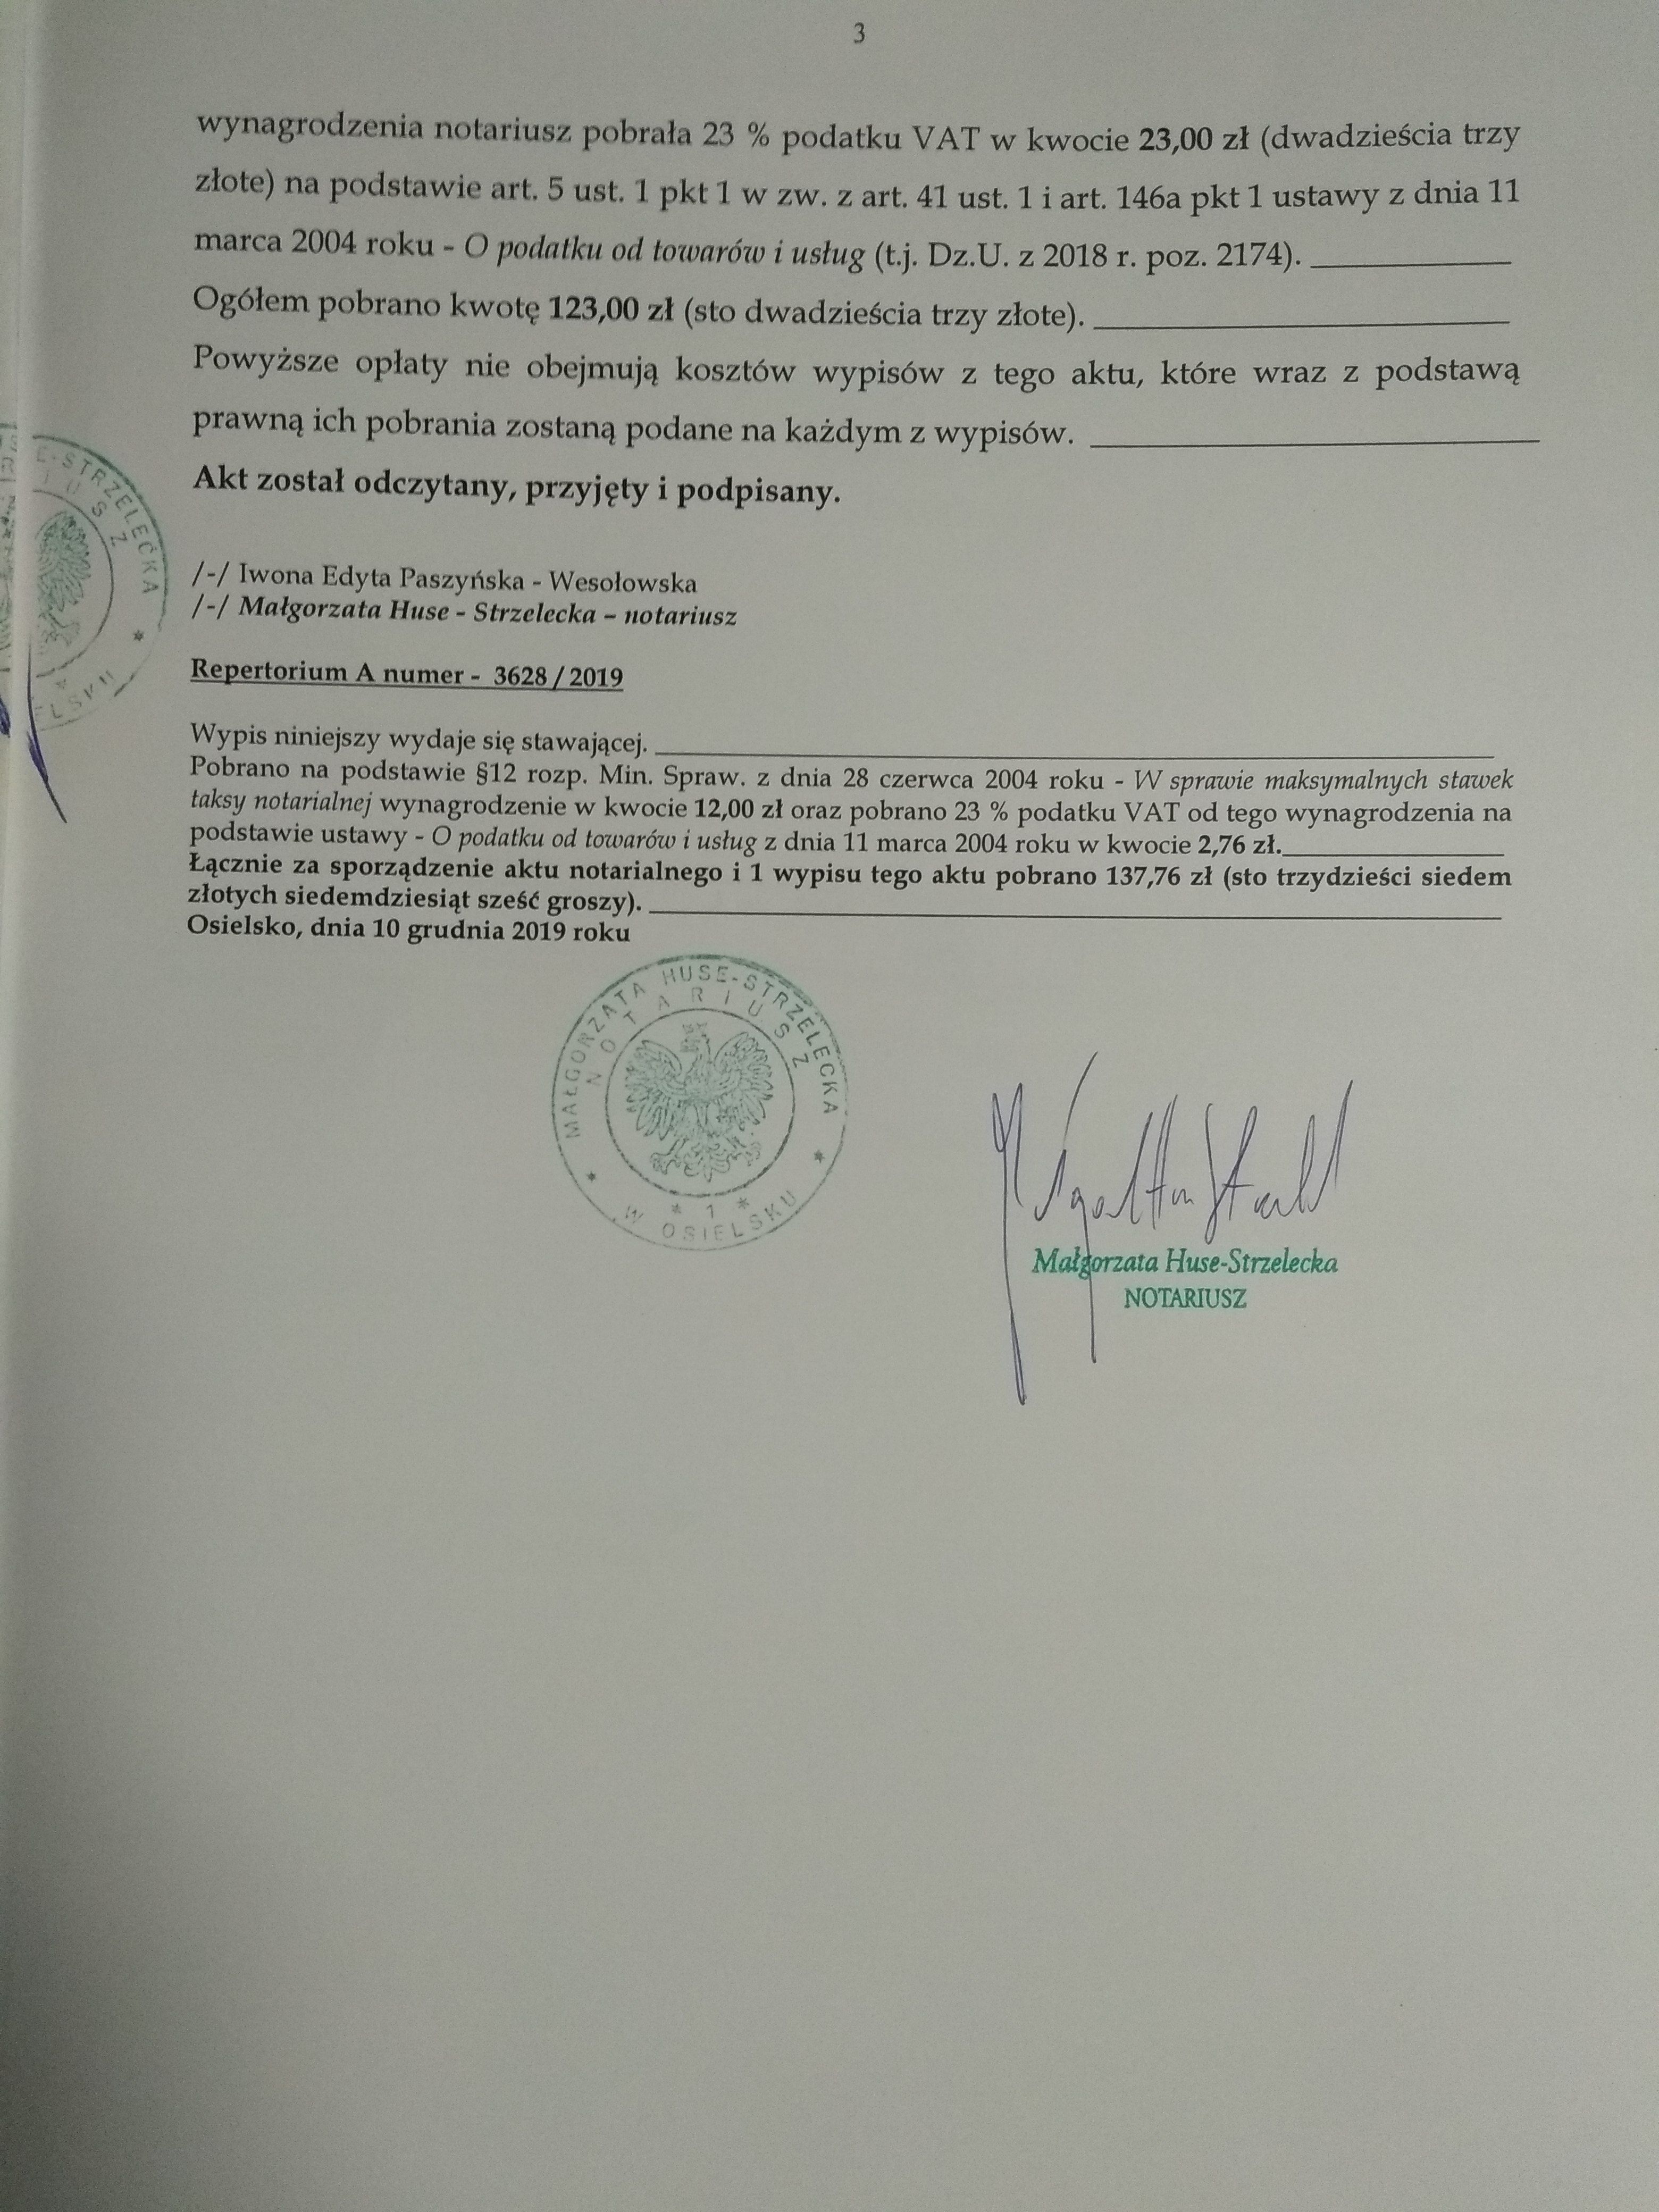 3
wynagrodzenia notariusz pobrała 23 % podatku VAT w kwocie 23,00 zł (dwadzieścia trzy
złote) na podstawie art. 5 ust. 1 pkt 1 w zw. z art. 41 ust. 1 i art. 146a pkt 1 ustawy z dnia 11
marca 2004 roku - O podatku od towarów i usług (t.j. Dz.U. z 2018 r. poz. 2174).
Ogółem pobrano kwotę 123,00 zł (sto dwadzieścia trzy złote).
Powyższe opłaty nie obejmują kosztów wypisów z tego aktu, które wraz z podstawą
prawną ich pobrania zostaną podane na każdym z wypisów.
Akt został odczytany, przyjęty i podpisany.
/-/ Iwona Edyta Paszyńska - Wesołowska
/-/ Małgorzata Huse - Strzelecka – notariusz
Repertorium A numer - 3628 / 2019
Wypis niniejszy wydaje się stawającej.
Pobrano na podstawie §12 rozp. Min. Spraw. z dnia 28 czerwca 2004 roku - W sprawie maksymalnych stawek
taksy notarialnej wynagrodzenie w kwocie 12,00 zł oraz pobrano 23 % podatku VAT od tego wynagrodzenia na
podstawie ustawy - O podatku od towarów i usług z dnia 11 marca 2004 roku w kwocie 2,76 zł.
Łącznie za sporządzenie aktu notarialnego i 1 wypisu tego aktu pobrano 137,76 zł (sto trzydzieści siedem
złotych siedemdziesiąt sześć groszy).
Osielsko, dnia 10 grudnia 2019 roku
MAŁGORZATA HUSE-STRZELECKA
NOTARIUSZ
* 1 *
* W OSIELSKU *
Małgorzata Huse-Strzelecka
NOTARIUSZ
E-STRZELECKA *
IUSZ
ELSKU